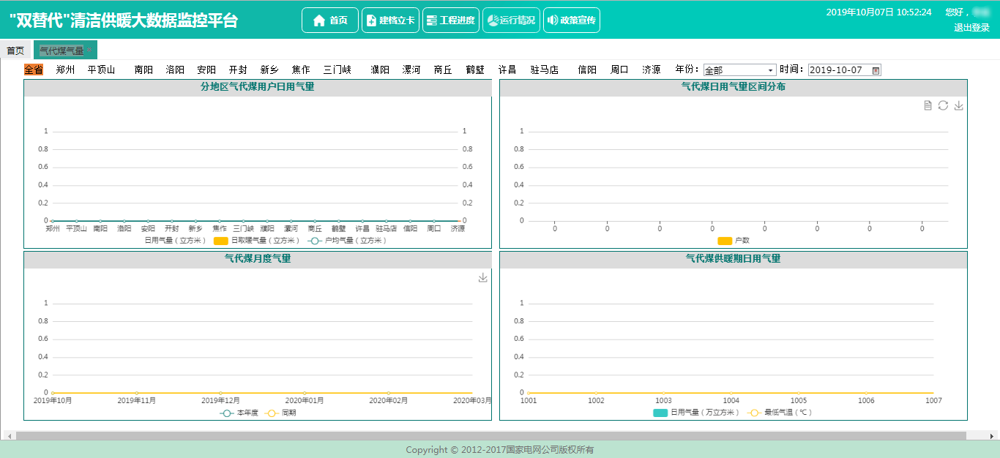 "双替代"清洁供暖大数据监控平台
首页 建档立卡 工程进度 运行情况 政策宣传
2019年10月07日 10:52:24 您好，
退出登录
首页 气代煤气量 ×
全省 郑州 平顶山 南阳 洛阳 安阳 开封 新乡 焦作 三门峡 濮阳 漯河 商丘 鹤壁 许昌 驻马店 信阳 周口 济源 年份： 全部 时间： 2019-10-07
分地区气代煤用户日用气量
1 1
0.8 0.8
0.6 0.6
0.4 0.4
0.2 0.2
0 0
郑州 平顶山 南阳 洛阳 安阳 开封 新乡 焦作 三门峡 濮阳 漯河 商丘 鹤壁 许昌 驻马店 信阳 周口 济源
日用气量（立方米） 日取暖气量（立方米） 户均气量（立方米）
气代煤日用气量区间分布
1
0.8
0.6
0.4
0.2
0
0 0 0 0 0 0 0 0
户数
气代煤月度气量
1
0.8
0.6
0.4
0.2
0
2019年10月 2019年11月 2019年12月 2020年01月 2020年02月 2020年03月
本年度 同期
气代煤供暖期日用气量
1
0.8
0.6
0.4
0.2
0
1001 1002 1003 1004 1005 1006 1007
日用气量（万立方米） 最低气温（℃）
Copyright © 2012-2017国家电网公司版权所有